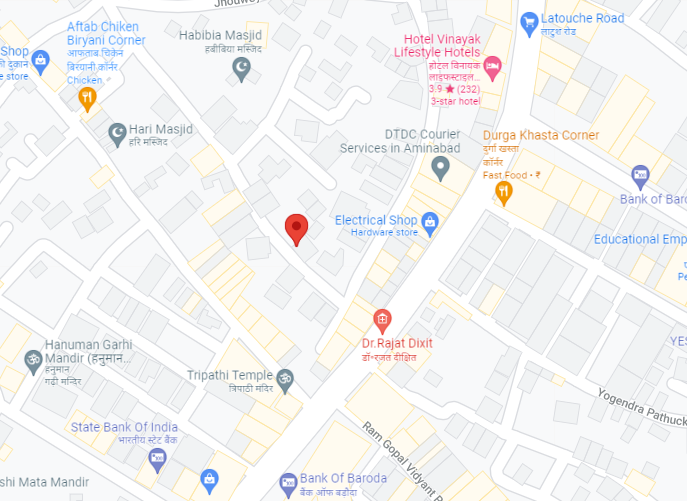 Aftab Chiken
Biryani Corner
आफताब चिकेन
बिरयानी कॉर्नर
Chicken •
Shop
की दुकान
e store
Habibia Masjid
हबीबिया मस्जिद
Hari Masjid
हरि मस्जिद
Hotel Vinayak
Lifestyle Hotels
होटल विनायक
लाइफस्टाइल...
3.9 ★ (232)
3-star hotel
Latouche Road
लाटूश रोड
DTDC Courier
Services in Aminabad
Durga Khasta Corner
दुर्गा खस्ता
कॉर्नर
Fast Food • ₹
Bank of Baro
Electrical Shop
Hardware store
Educational Emp
Pe
Dr.Rajat Dixit
डॉ॰रजत दीक्षित
YES
Hanuman Garhi
Mandir (हनुमान...
हनुमान
गढी मन्दिर
Tripathi Temple
त्रिपाठी मंदिर
Yogendra Pathuck
State Bank Of India
भारतीय स्टेट बैंक
Ram Gopal Vidyant R
shi Mata Mandir
Bank Of Baroda
बैंक ऑफ बड़ोदा